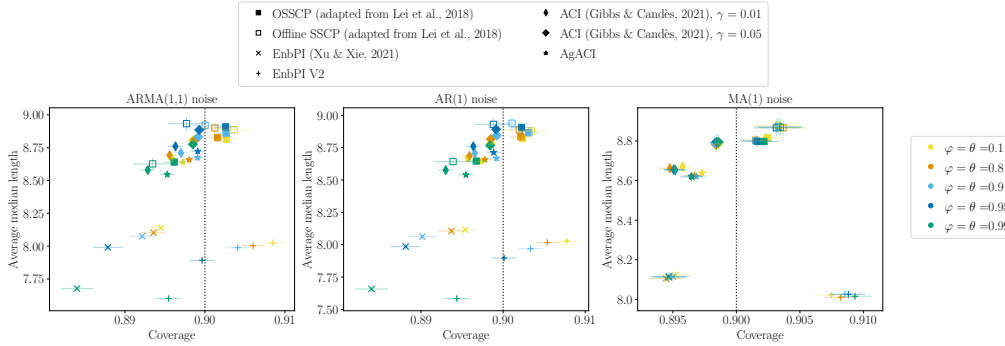 OSSCP (adapted from Lei et al., 2018)
Offline SSCP (adapted from Lei et al., 2018)
EnbPI (Xu & Xie, 2021)
EnbPI V2
ACI (Gibbs & Candès, 2021), γ = 0.01
ACI (Gibbs & Candès, 2021), γ = 0.05
AgACI
ARMA(1,1) noise
Average median length
9.00
8.75
8.50
8.25
8.00
7.75
0.89
0.90
0.91
Coverage
AR(1) noise
Average median length
9.00
8.75
8.50
8.25
8.00
7.75
7.50
0.89
0.90
0.91
Coverage
MA(1) noise
Average median length
8.8
8.6
8.4
8.2
8.0
0.895
0.900
0.905
0.910
Coverage
φ = θ =0.1
φ = θ =0.8
φ = θ =0.9
φ = θ =0.95
φ = θ =0.99